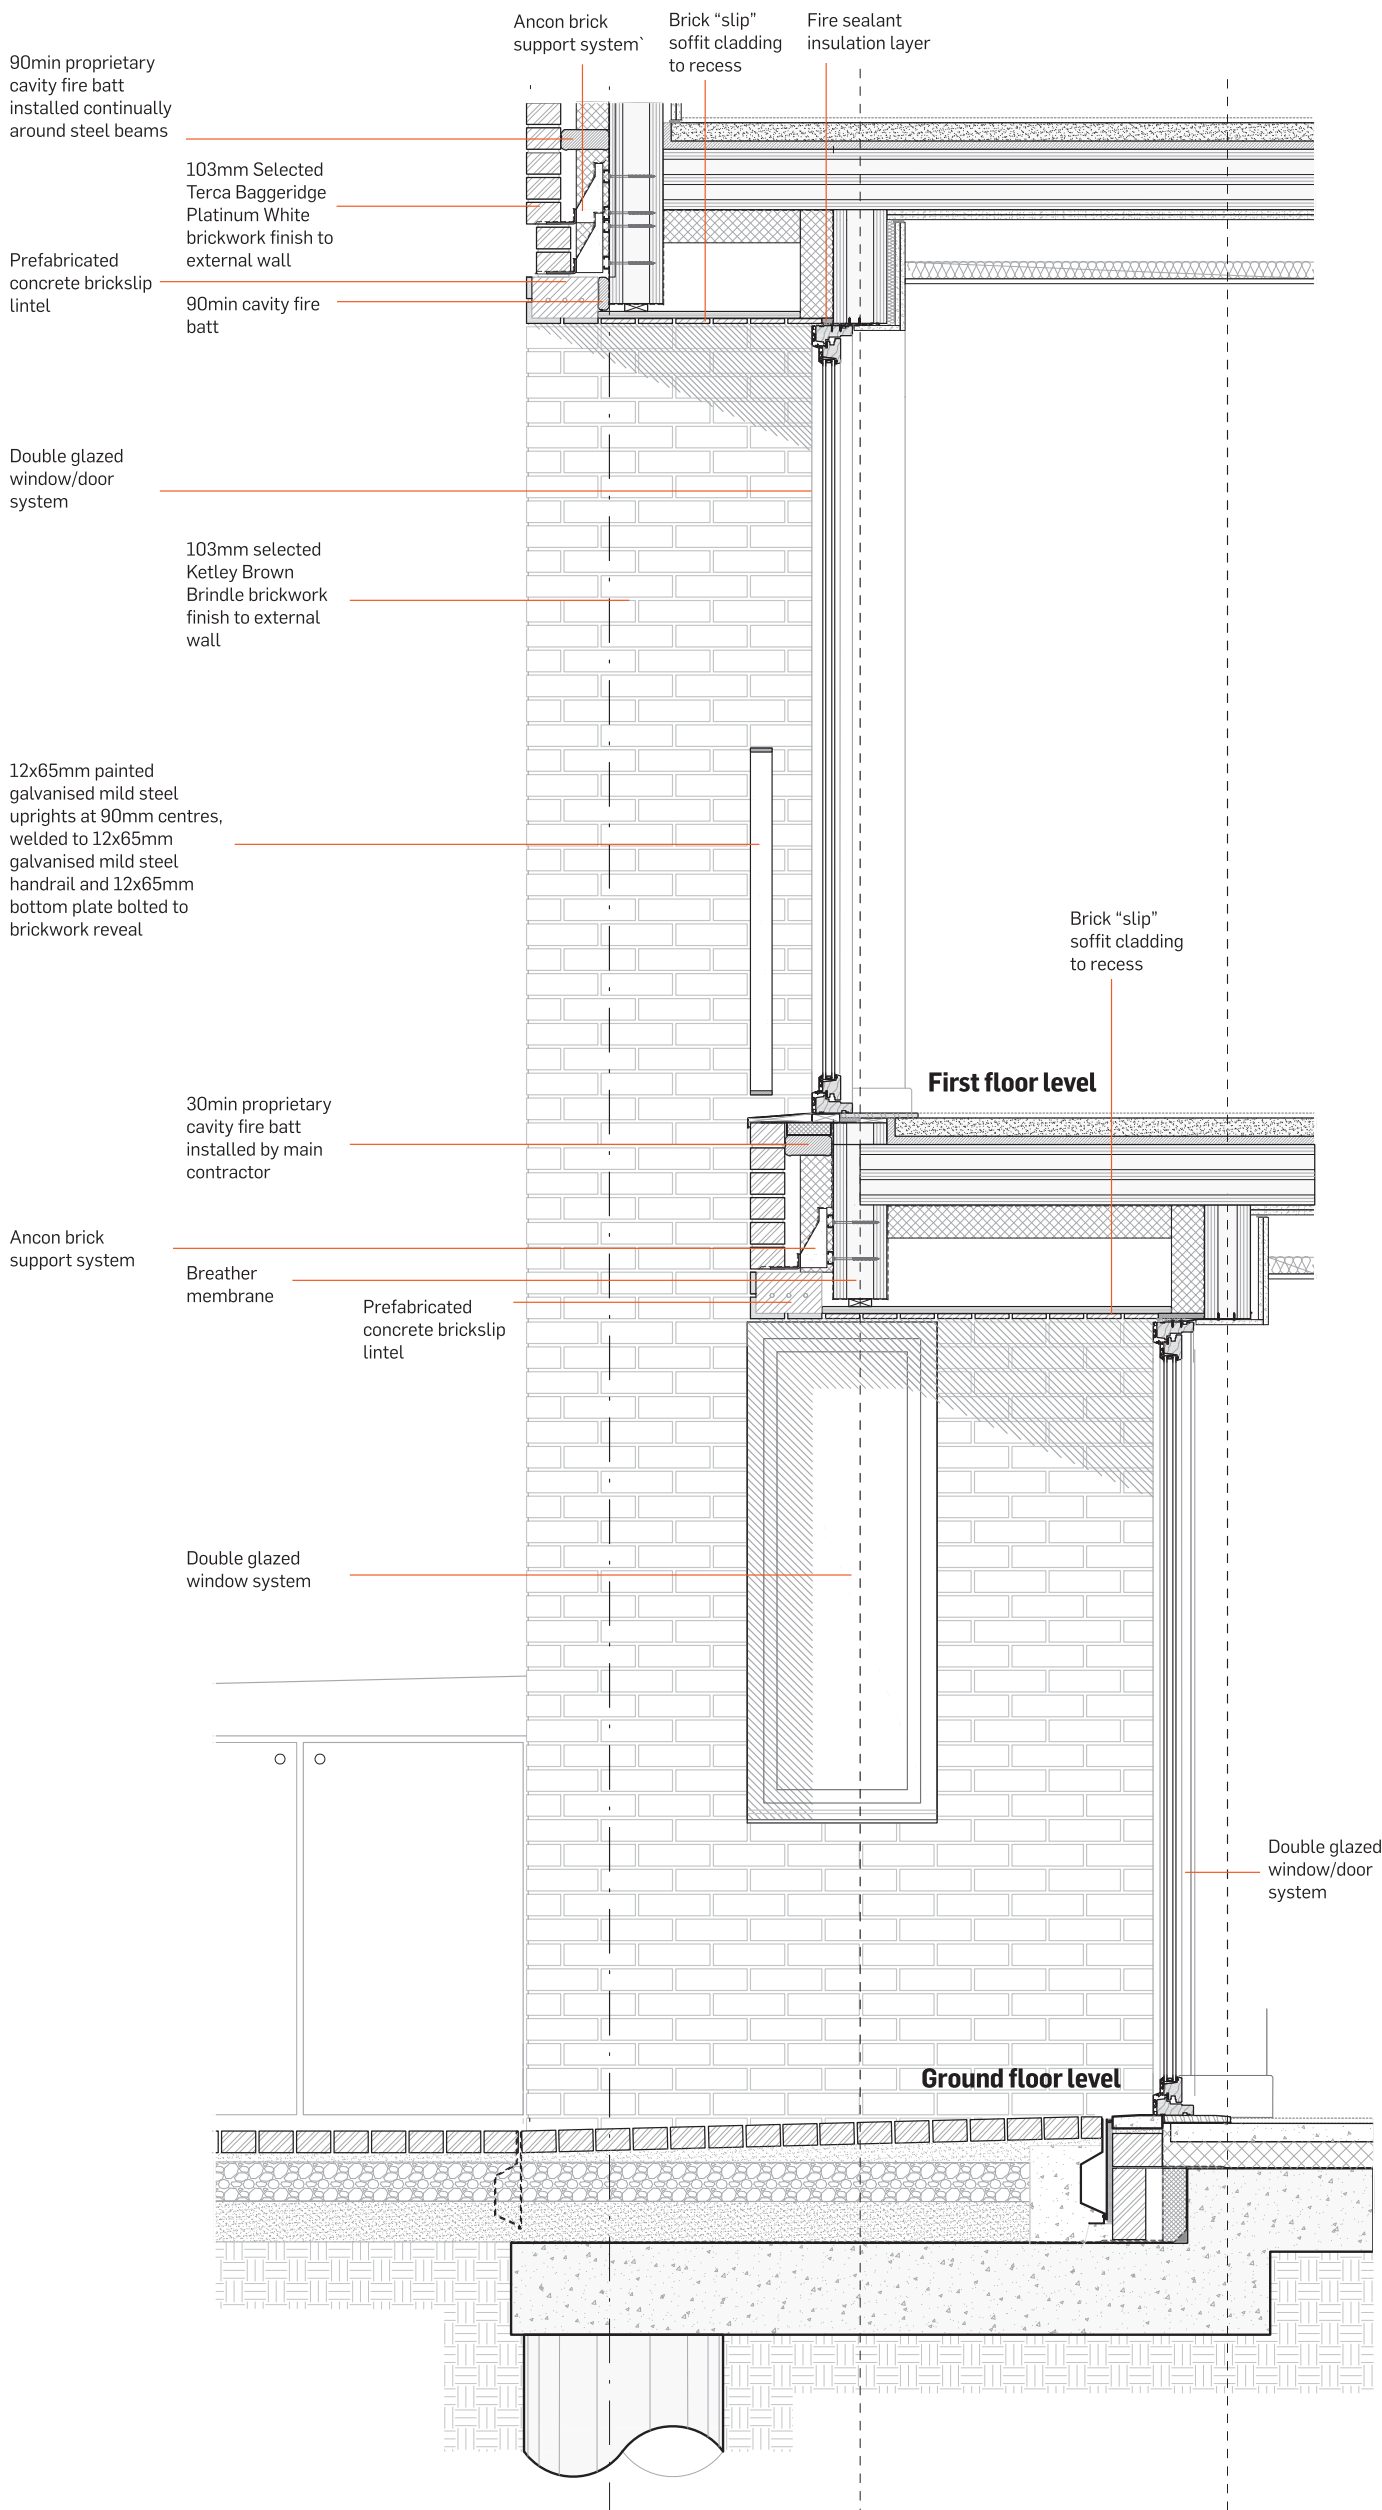 Ancon brick
support system`
Brick “slip”
soffit cladding
to recess
Fire sealant
insulation layer
90min proprietary
cavity fire batt
installed continually
around steel beams
103mm Selected
Terca Baggeridge
Platinum White
brickwork finish to
external wall
Prefabricated
concrete brickslip
lintel
90min cavity fire
batt
Double glazed
window/door
system
103mm selected
Ketley Brown
Brindle brickwork
finish to external
wall
12x65mm painted
galvanised mild steel
uprights at 90mm centres,
welded to 12x65mm
galvanised mild steel
handrail and 12x65mm
bottom plate bolted to
brickwork reveal
Brick “slip”
soffit cladding
to recess
First floor level
30min proprietary
cavity fire batt
installed by main
contractor
Ancon brick
support system
Breather
membrane
Prefabricated
concrete brickslip
lintel
Double glazed
window system
Double glazed
window/door
system
Ground floor level